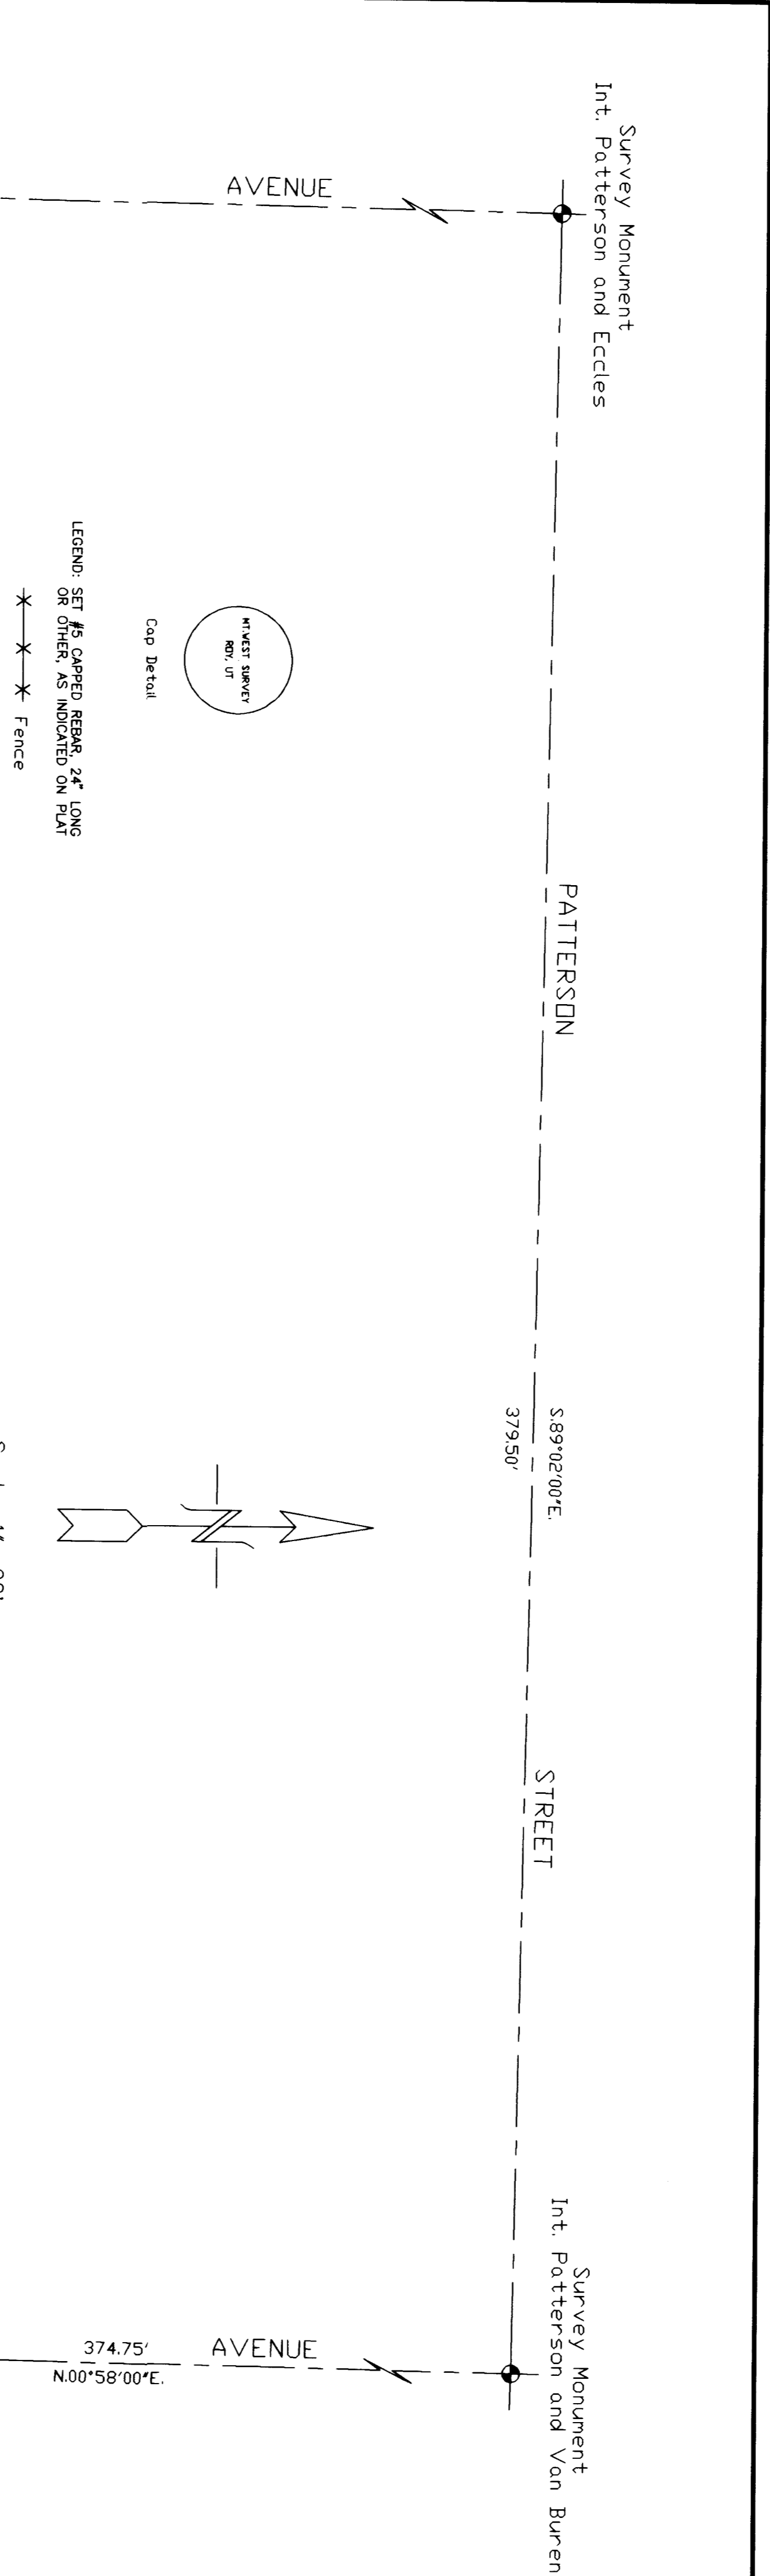 Survey Monument
Int. Patterson and Eccles
AVENUE
PATTERSON
S.89°02'00"E.
379.50'
STREET
Survey Monument
Int. Patterson and Van Buren
AVENUE
374.75'
N.00°58'00"E.
MT.WEST SURVEY
ROY, UT
Cap Detail
LEGEND: SET #5 CAPPED REBAR, 24" LONG
OR OTHER, AS INDICATED ON PLAT
Fence